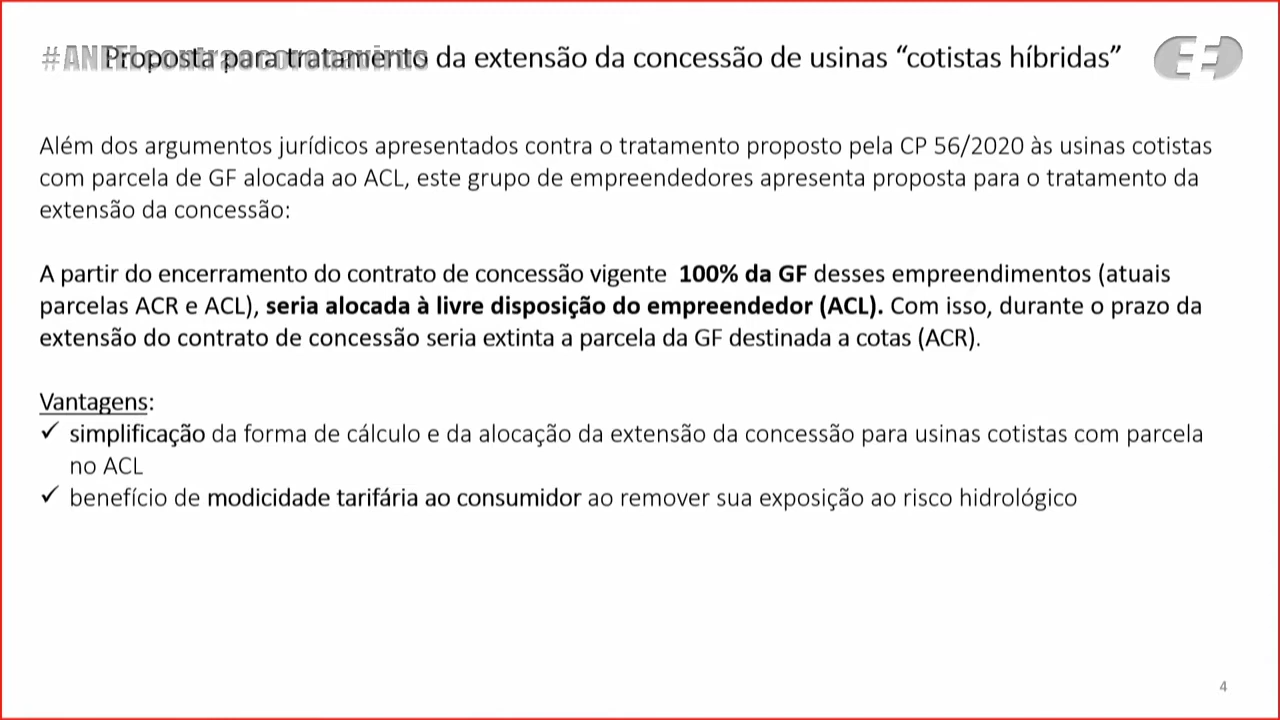 #ANEELcontraocoronavirus
Proposta para tratamento da extensão da concessão de usinas “cotistas híbridas”
Além dos argumentos jurídicos apresentados contra o tratamento proposto pela CP 56/2020 às usinas cotistas
com parcela de GF alocada ao ACL, este grupo de empreendedores apresenta proposta para o tratamento da
extensão da concessão:
A partir do encerramento do contrato de concessão vigente 100% da GF desses empreendimentos (atuais
parcelas ACR e ACL), seria alocada à livre disposição do empreendedor (ACL). Com isso, durante o prazo da
extensão do contrato de concessão seria extinta a parcela da GF destinada a cotas (ACR).
Vantagens:
✓ simplificação da forma de cálculo e da alocação da extensão da concessão para usinas cotistas com parcela
no ACL
✓ benefício de modicidade tarifária ao consumidor ao remover sua exposição ao risco hidrológico
4